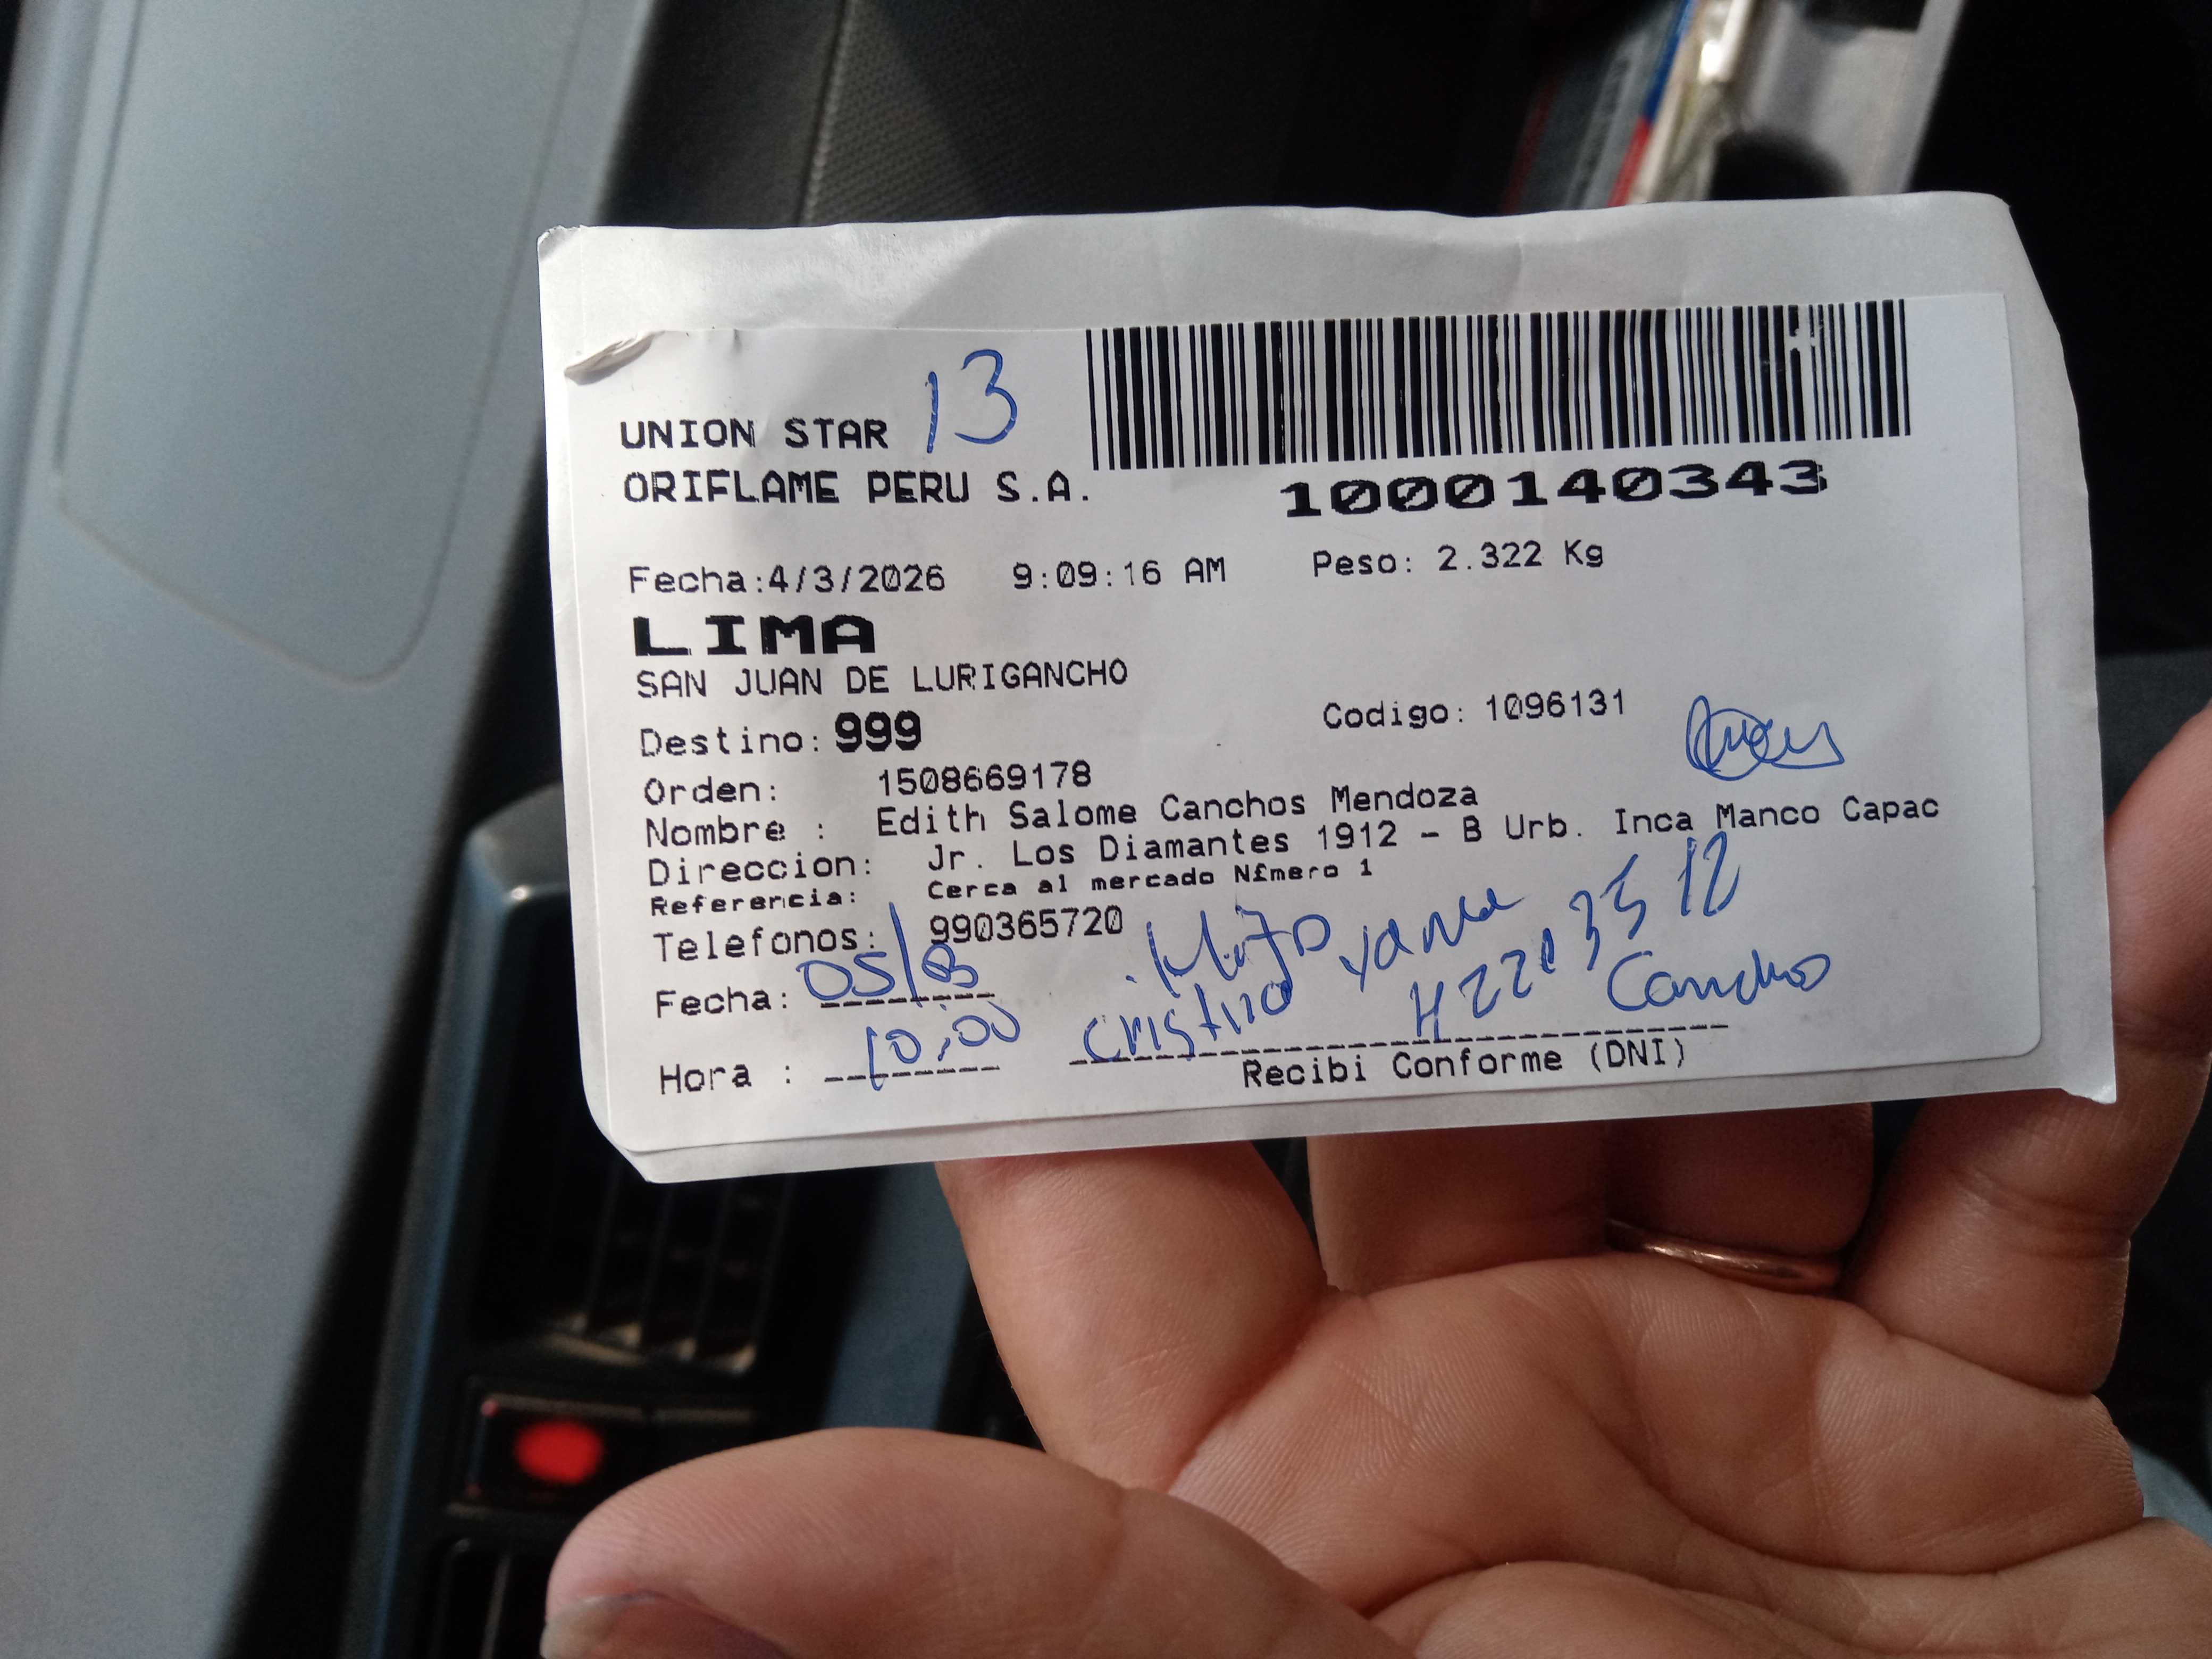 UNION STAR 13
ORIFLAME PERU S.A.
1000140343
Fecha:4/3/2026 9:09:16 AM Peso: 2.322 Kg
LIMA
SAN JUAN DE LURIGANCHO
Destino: 999 Codigo: 1096131
Orden: 1508669178
Nombre : Edith Salome Canchos Mendoza
Direccion: Jr. Los Diamantes 1912 - B Urb. Inca Manco Capac
Referencia: Cerca al mercado N£mero 1
Telefonos: 990365720
Fecha: 05/
Hora : 10:00 Canchos
Recibi Conforme (DNI)